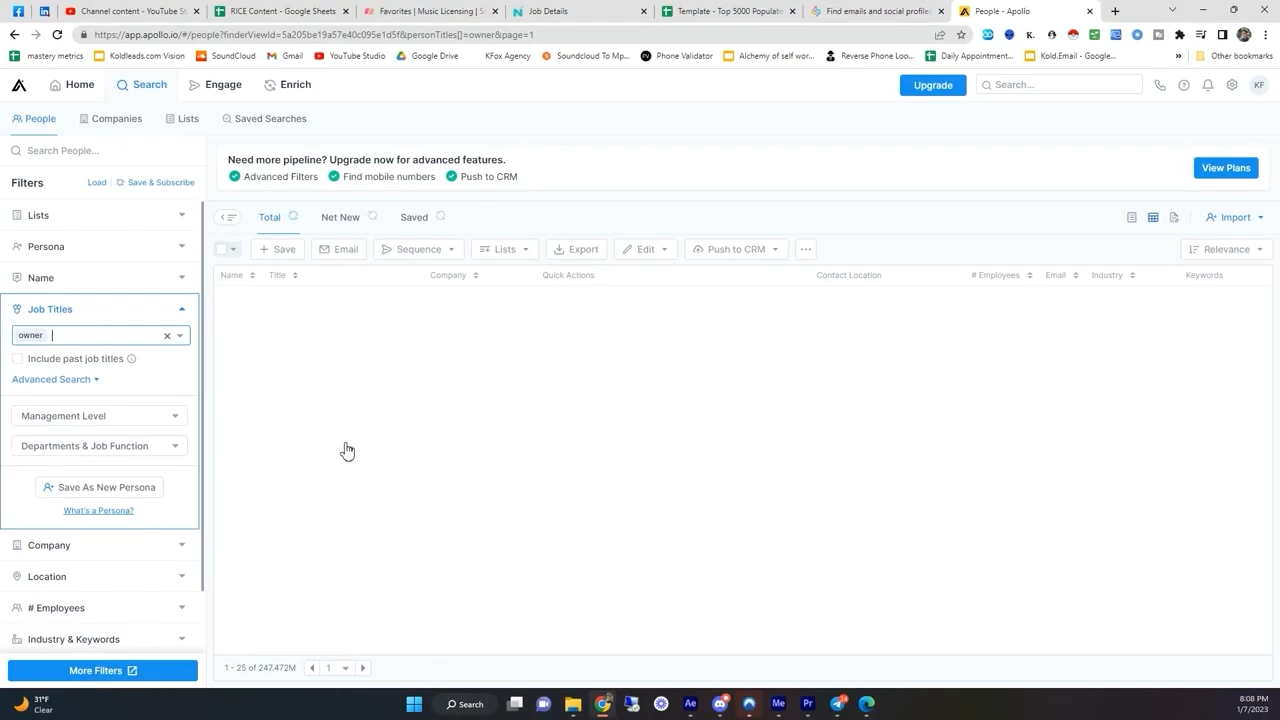 Channel content - YouTube St
RICE Content - Google Sheets
Favorites | Music Licensing | S
Job Details
Template - Top 5000 Populate
Find emails and social profiles
People - Apollo
https://app.apollo.io/#/people?finderViewId=5a205be19a57e40c095e1d5f&personTitles[]=owner&page=1
mastery metrics
Koldleads.com Vision
SoundCloud
Gmail
YouTube Studio
Google Drive
KFox Agency
Soundcloud To Mp...
Phone Validator
Alchemy of self wor...
Reverse Phone Loo...
Daily Appointment...
Kold.Email - Google...
Other bookmarks
Home
Search
Engage
Enrich
Upgrade
Search...
KF
People
Companies
Lists
Saved Searches
Search People...
Need more pipeline? Upgrade now for advanced features.
Advanced Filters
Find mobile numbers
Push to CRM
View Plans
Filters
Load
Save & Subscribe
Lists
Persona
Name
Job Titles
owner
Include past job titles
Advanced Search
Management Level
Departments & Job Function
Save As New Persona
What's a Persona?
Company
Location
# Employees
Industry & Keywords
More Filters
Total
Net New
Saved
Import
Save
Email
Sequence
Lists
Export
Edit
Push to CRM
Relevance
Name
Title
Company
Quick Actions
Contact Location
# Employees
Email
Industry
Keywords
1 - 25 of 247.472M
1
31°F
Clear
Search
Ae
Me
Pr
24
8:08 PM
1/7/2023